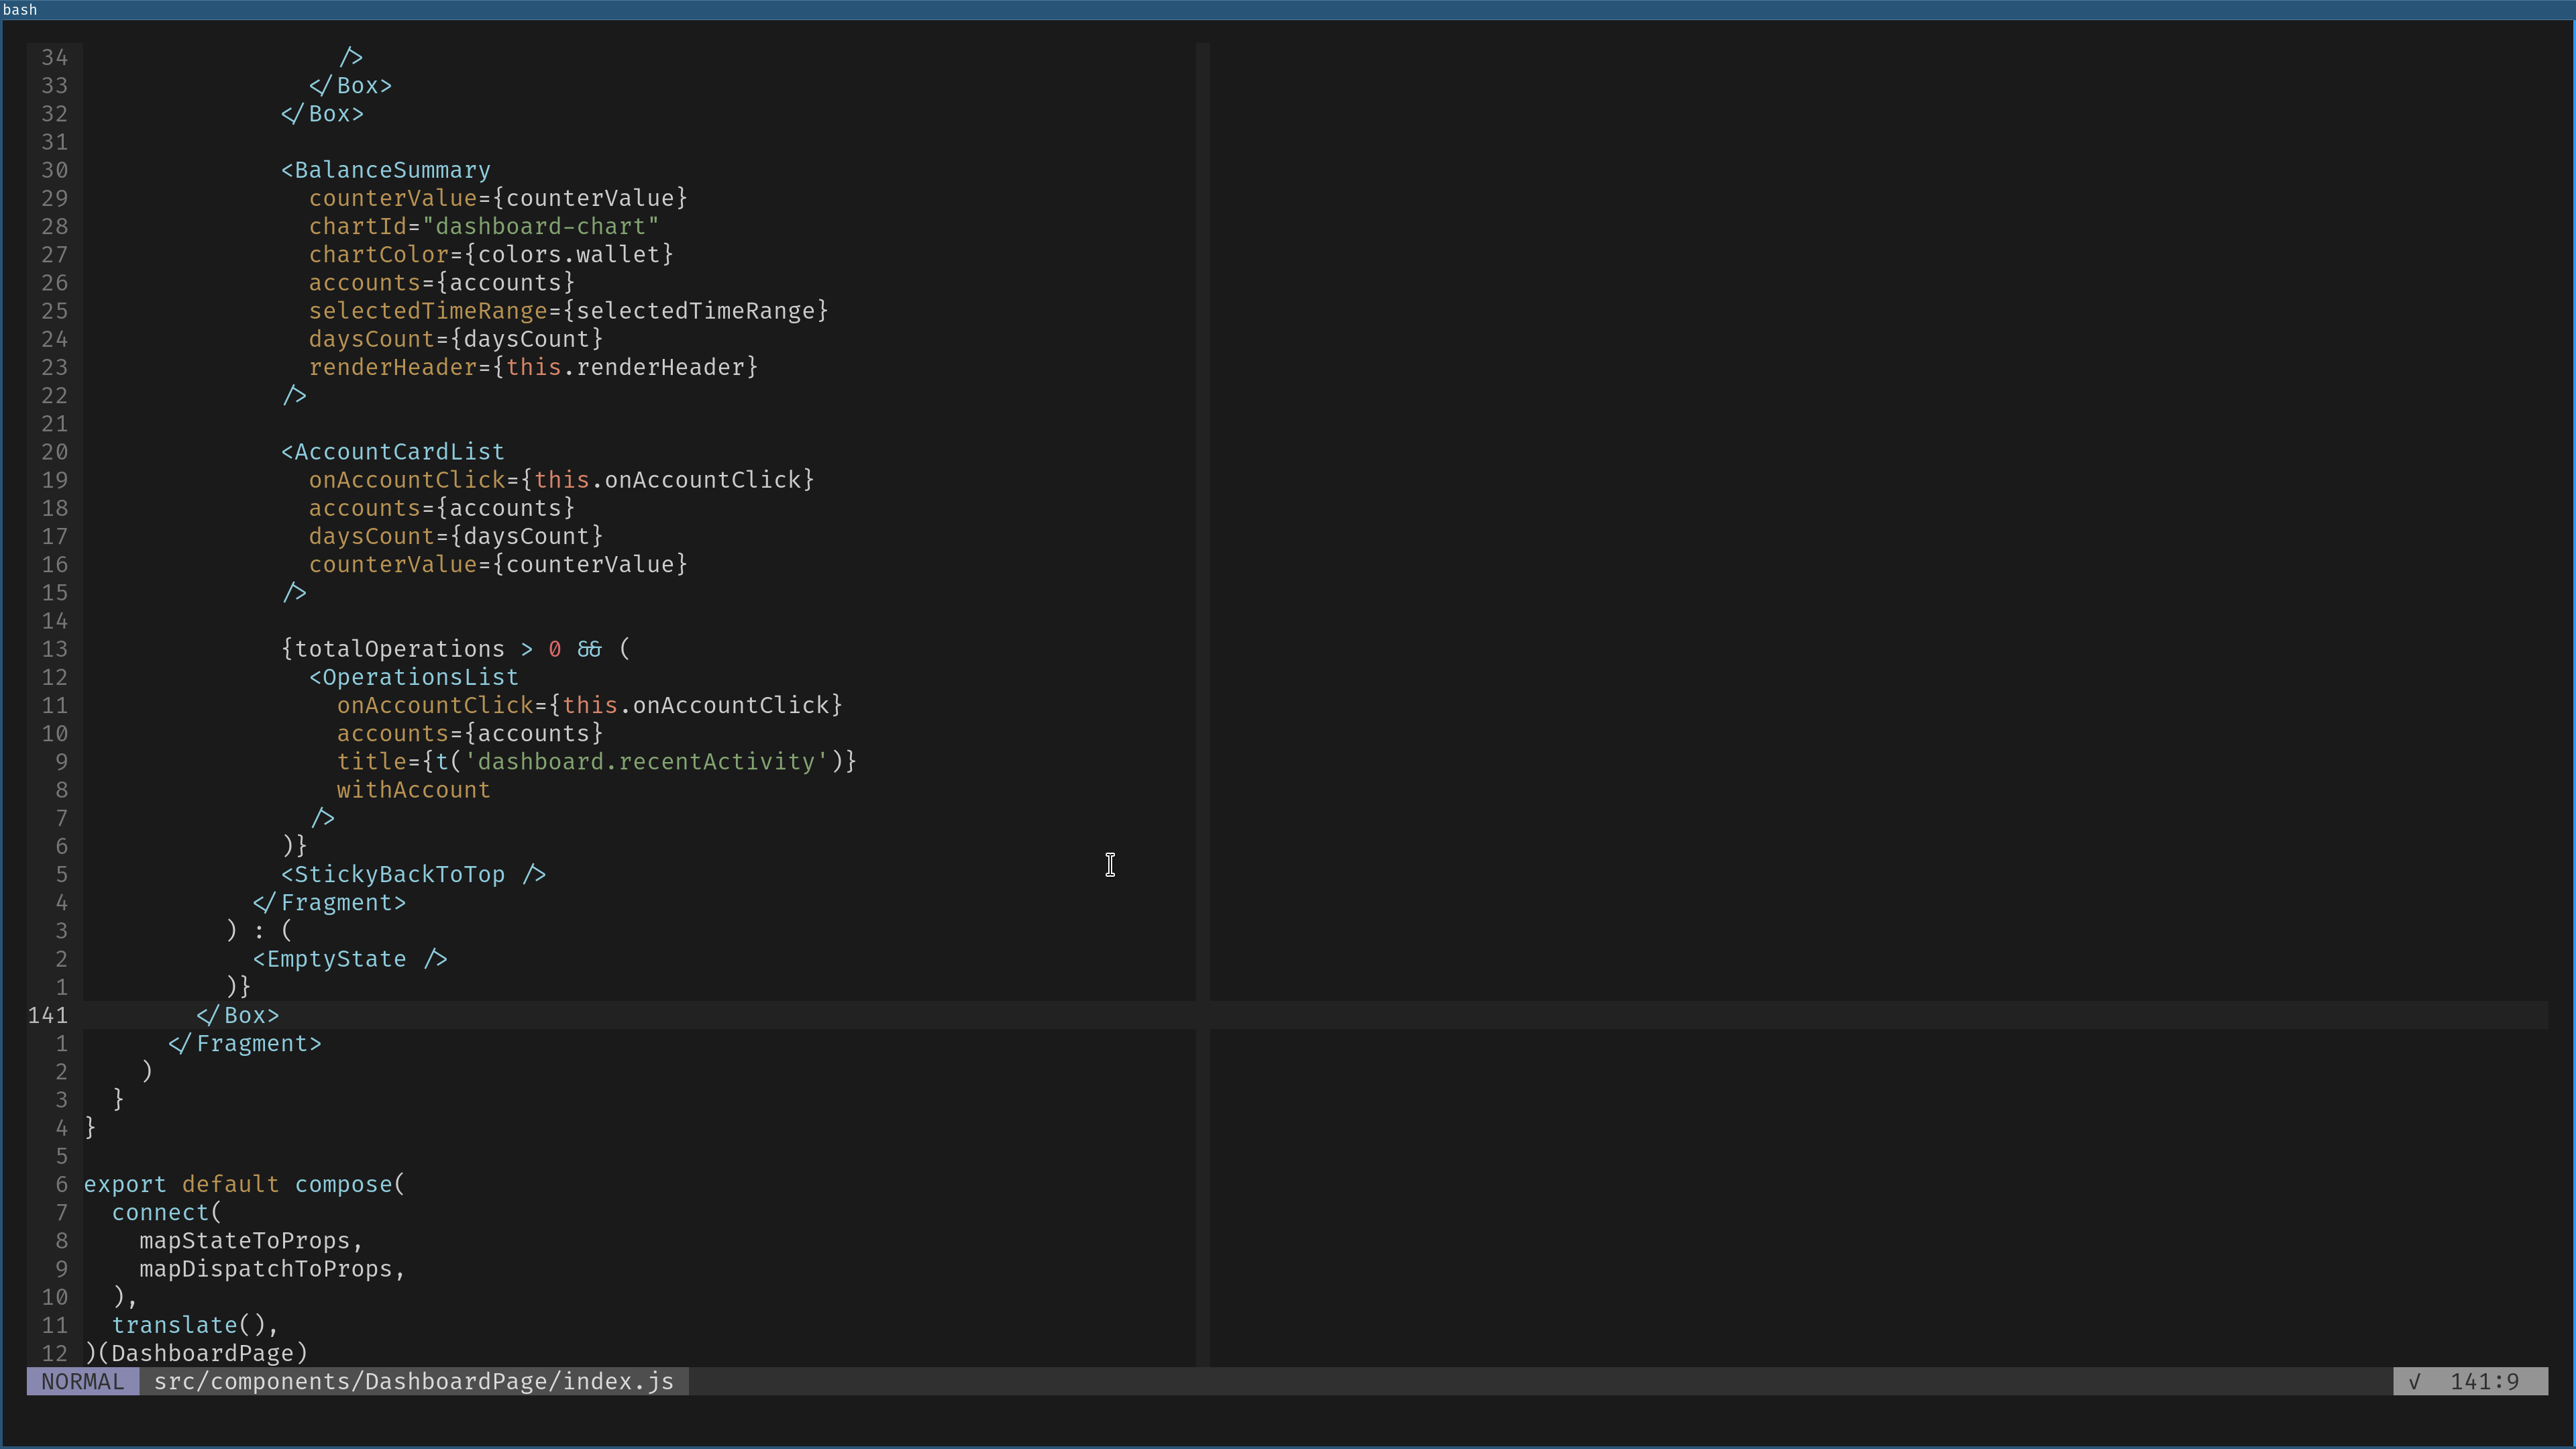 bash
34                   />
33                 </Box>
32               </Box>
31
30               <BalanceSummary
29                 counterValue={counterValue}
28                 chartId="dashboard-chart"
27                 chartColor={colors.wallet}
26                 accounts={accounts}
25                 selectedTimeRange={selectedTimeRange}
24                 daysCount={daysCount}
23                 renderHeader={this.renderHeader}
22               />
21
20               <AccountCardList
19                 onAccountClick={this.onAccountClick}
18                 accounts={accounts}
17                 daysCount={daysCount}
16                 counterValue={counterValue}
15               />
14
13               {totalOperations > 0 && (
12                 <OperationsList
11                   onAccountClick={this.onAccountClick}
10                   accounts={accounts}
9                   title={t('dashboard.recentActivity')}
8                   withAccount
7                 />
6               )}
5               <StickyBackToTop />
4             </Fragment>
3           ) : (
2             <EmptyState />
1           )}
141         </Box>
1       </Fragment>
2     )
3   }
4 }
5
6 export default compose(
7   connect(
8     mapStateToProps,
9     mapDispatchToProps,
10   ),
11   translate(),
12 )(DashboardPage)
NORMAL src/components/DashboardPage/index.js √ 141:9